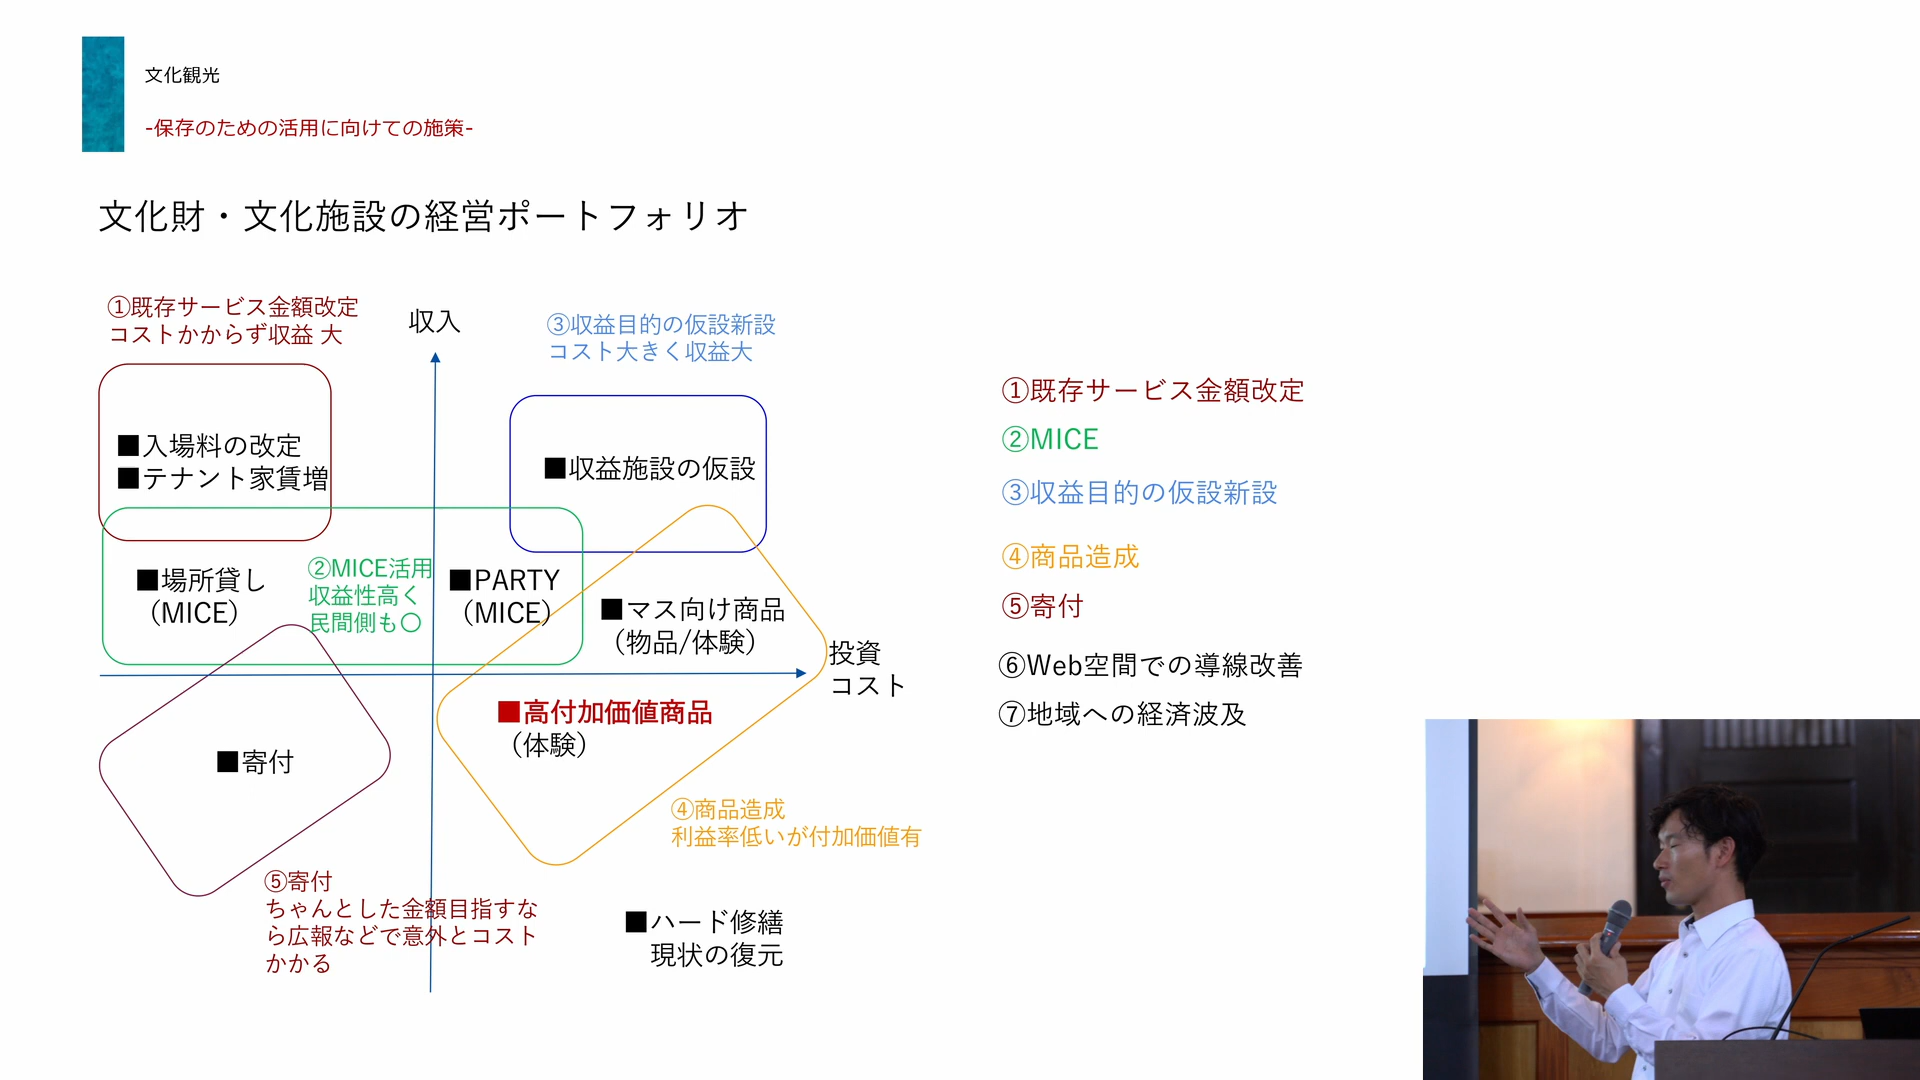 文化観光
-保存のための活用に向けての施策-
文化財・文化施設の経営ポートフォリオ
①既存サービス金額改定
コストかからず収益 大
収入
③収益目的の仮設新設
コスト大きく収益大
■入場料の改定
■テナント家賃増
■収益施設の仮設
■場所貸し
（MICE）
②MICE活用
収益性高く
民間側も〇
■PARTY
（MICE）
■マス向け商品
（物品/体験）
投資
コスト
■高付加価値商品
（体験）
■寄付
④商品造成
利益率低いが付加価値有
⑤寄付
ちゃんとした金額目指すな
ら広報などで意外とコスト
かかる
■ハード修繕
現状の復元
①既存サービス金額改定
②MICE
③収益目的の仮設新設
④商品造成
⑤寄付
⑥Web空間での導線改善
⑦地域への経済波及